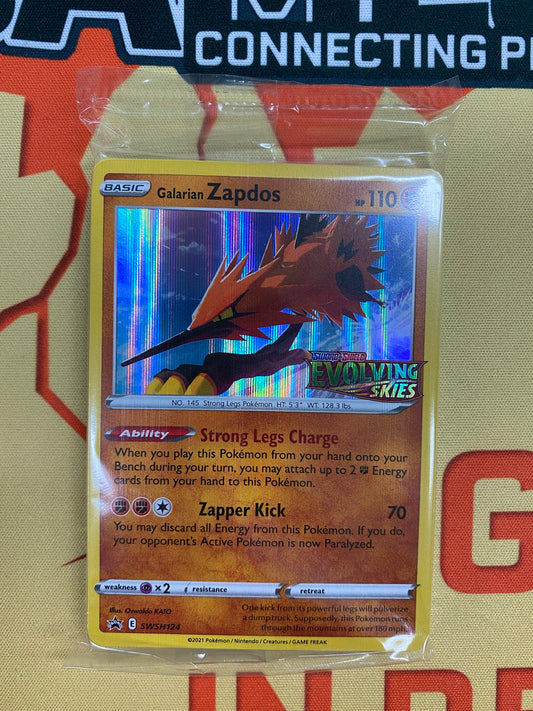 CONNECTING P
BASIC
Galarian Zapdos
HP 110
SWORD & SHIELD
EVOLVING
SKIES
NO. 145 Strong Legs Pokémon HT: 5'3" WT: 128.3 lbs.
Ability Strong Legs Charge
When you play this Pokémon from your hand onto your
Bench during your turn, you may attach up to 2 Energy
cards from your hand to this Pokémon.
Zapper Kick 70
You may discard all Energy from this Pokémon. If you do,
your opponent's Active Pokémon is now Paralyzed.
weakness ×2 resistance retreat
Illus. Oswaldo KATO
One kick from its powerful legs will pulverize
a dump truck. Supposedly, this Pokémon runs
through the mountains at over 180 mph.
E SWSH124
©2021 Pokémon / Nintendo / Creatures / GAME FREAK
G
IN RE